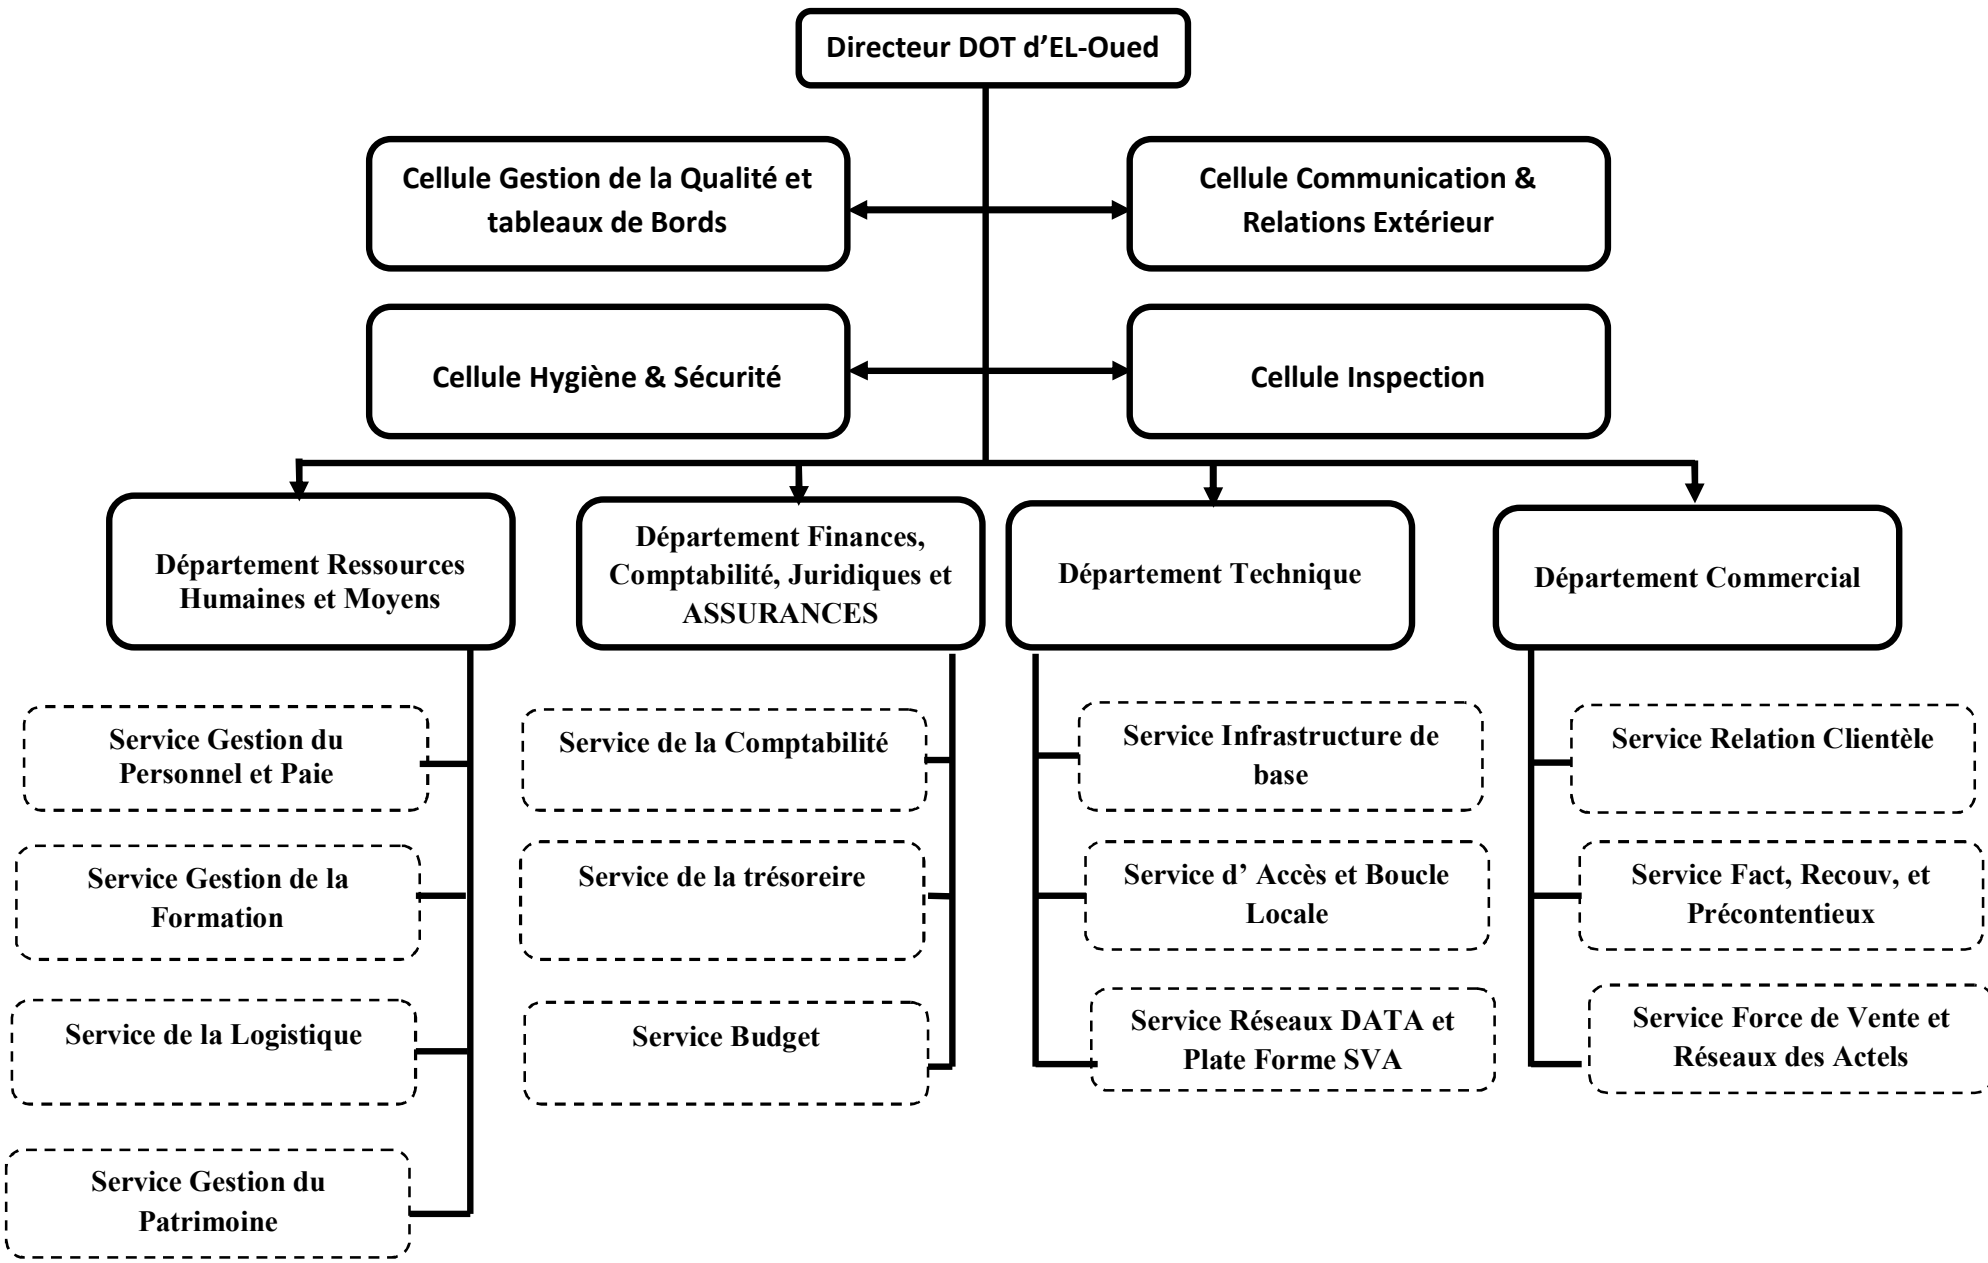 Directeur DOT d’EL-Oued
Cellule Gestion de la Qualité et
tableaux de Bords
Cellule Communication &
Relations Extérieur
Cellule Hygiène & Sécurité
Cellule Inspection
Département Ressources
Humaines et Moyens
Département Finances,
Comptabilité, Juridiques et
ASSURANCES
Département Technique
Département Commercial
Service Gestion du
Personnel et Paie
Service Gestion de la
Formation
Service de la Logistique
Service Gestion du
Patrimoine
Service de la Comptabilité
Service de la trésoreire
Service Budget
Service Infrastructure de
base
Service d’ Accès et Boucle
Locale
Service Réseaux DATA et
Plate Forme SVA
Service Relation Clientèle
Service Fact, Recouv, et
Précontentieux
Service Force de Vente et
Réseaux des Actels